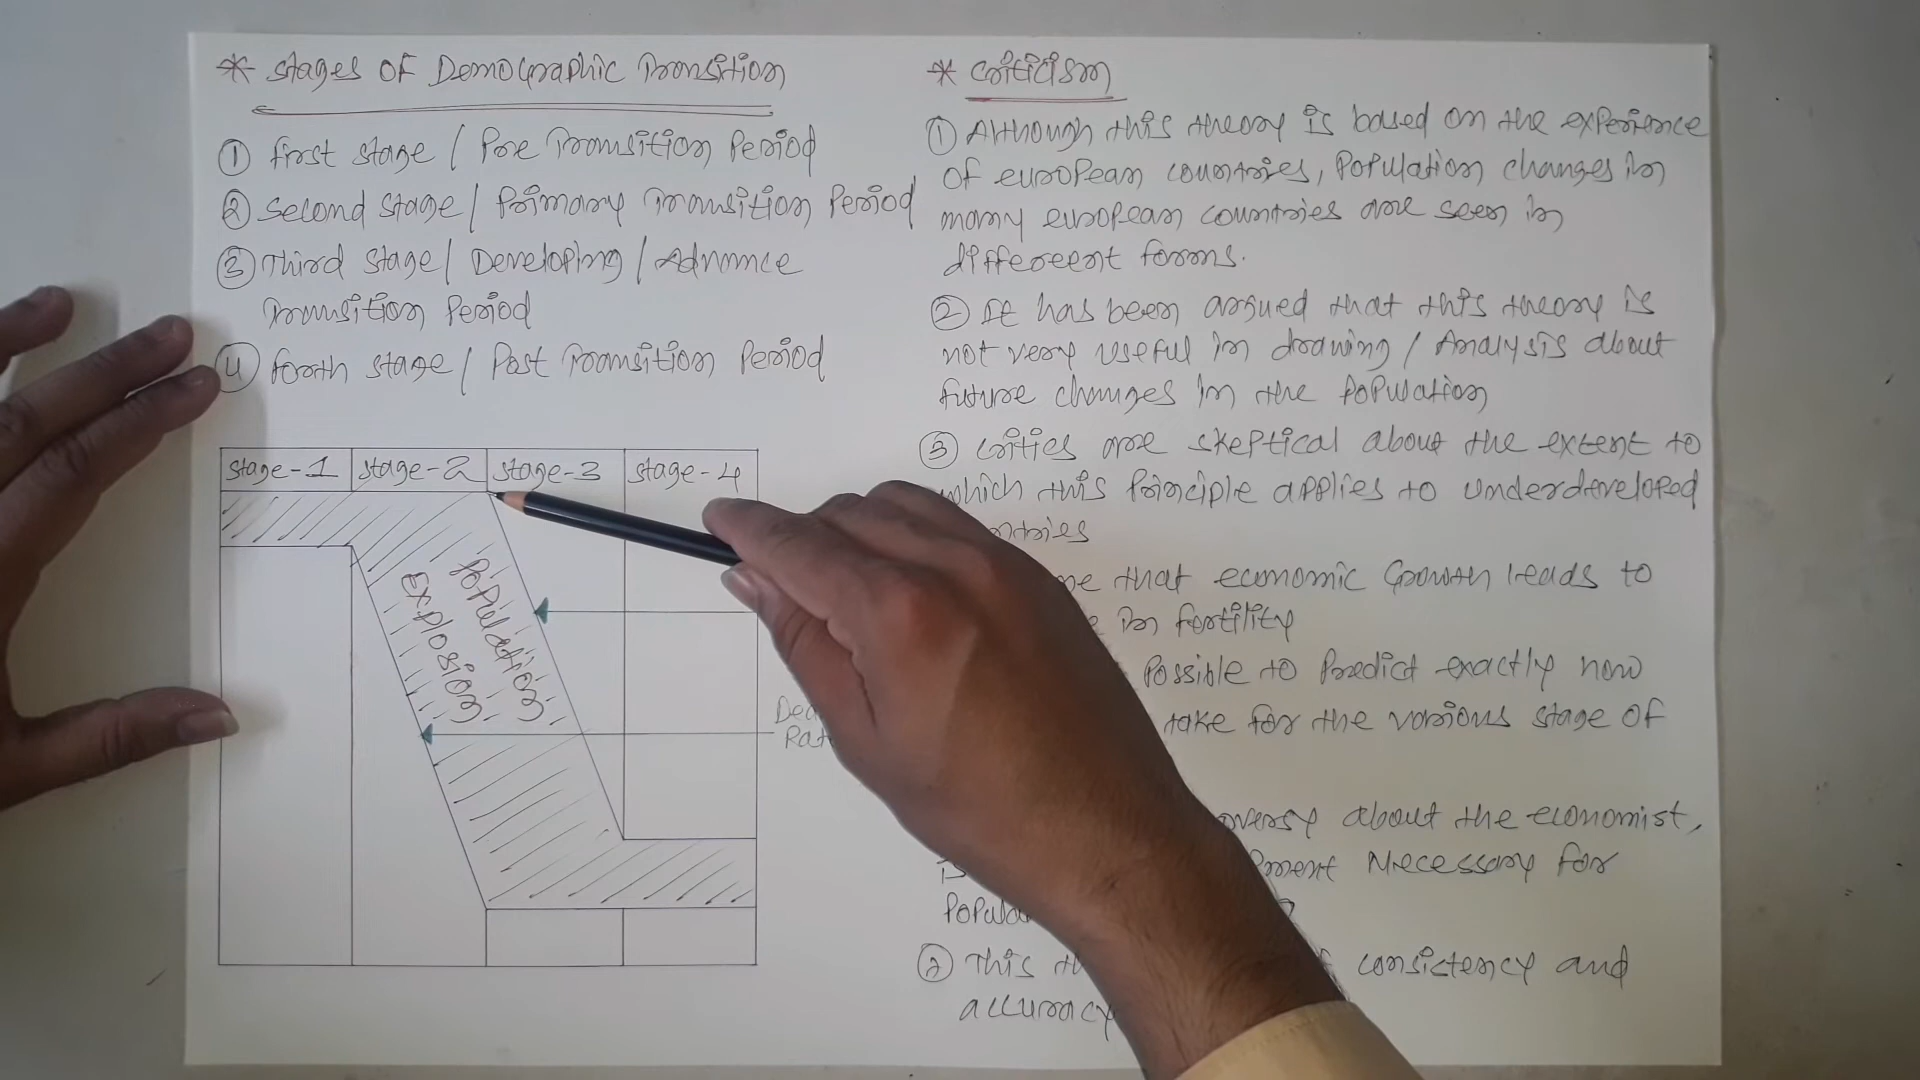 * Stages of Demographic Transition
① first stage / Pre Transition Period
② second stage / Primary Transition Period
③ Third stage / Developing / Advance
Transition Period
④ forth stage / Post Transition Period
stage-1 stage-2 stage-3 stage-4
Population
Explosion
* Criticism
① Although this theory is based on the experience
of european countries, Population changes in
many european countries are seen in
differeent forms.
② It has been argued that this theory is
not very useful in drawing / Analysis about
future changes in the population
③ critics are skeptical about the extent to
which this Principle applies to underdeveloped
that economic Growth leads to
in fertility
Possible to Predict exactly how
take for the various stage of
about the economist,
Necessary for
② This consistency and
accuracy